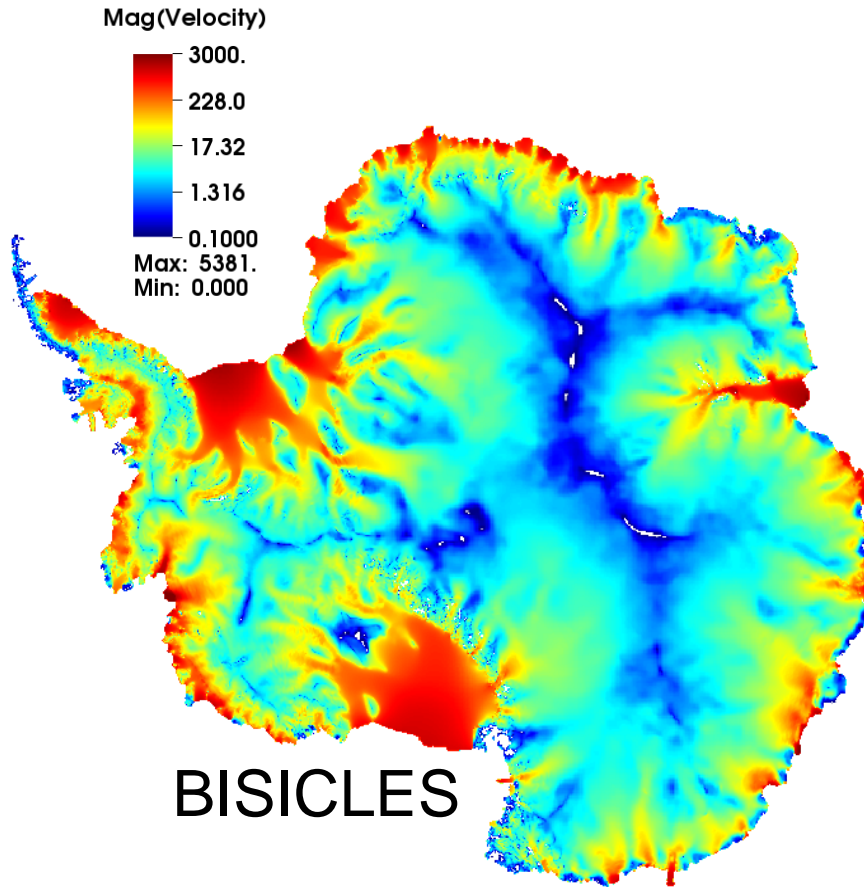 Mag(Velocity)
3000.
228.0
17.32
1.316
0.1000
Max: 5381.
Min: 0.000
BISICLES